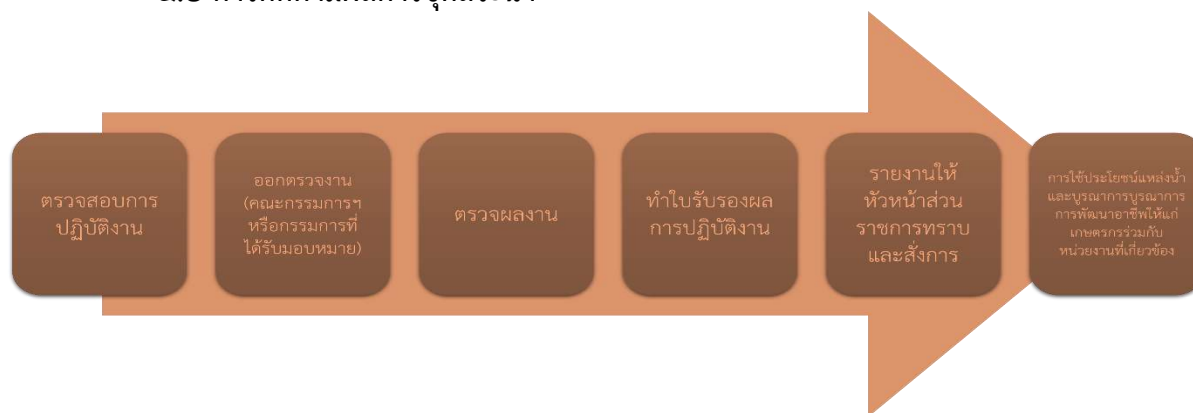 ตรวจสอบการ
ปฏิบัติงาน
ออกตรวจงาน
(คณะกรรมการฯ
หรือกรรมการที่
ได้รับมอบหมาย)
ตรวจผลงาน
ทำใบรับรองผล
การปฏิบัติงาน
รายงานให้
หัวหน้าส่วน
ราชการทราบ
และสั่งการ
การใช้ประโยชน์แหล่งน้ำ
และบูรณาการบูรณาการ
การพัฒนาอาชีพให้แก่
เกษตรกรร่วมกับ
หน่วยงานที่เกี่ยวข้อง